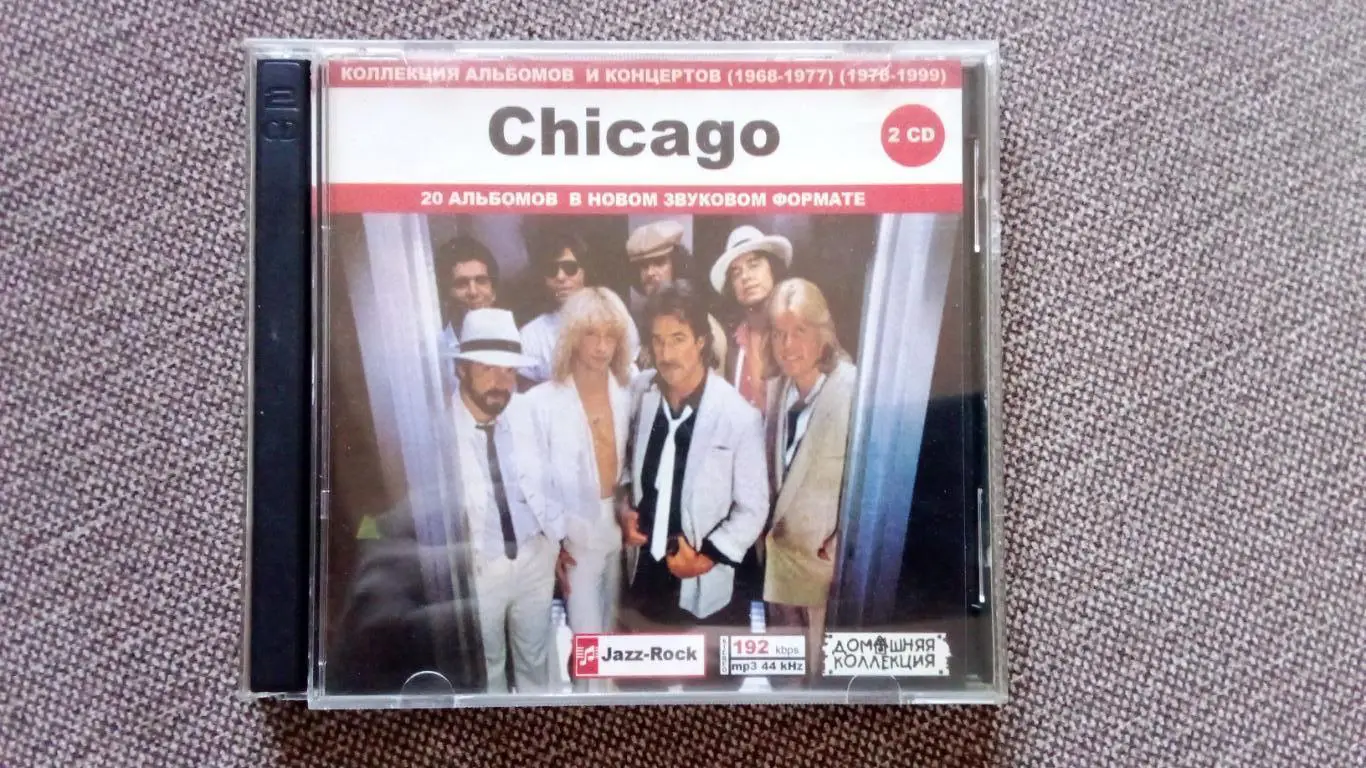 КОЛЛЕКЦИЯ АЛЬБОМОВ И КОНЦЕРТОВ (1968-1977) (1978-1999)
Chicago
2 CD
20 АЛЬБОМОВ В НОВОМ ЗВУКОВОМ ФОРМАТЕ
Jazz-Rock
STEREO
192 kbps
mp3 44 kHz
ДОМАШНЯЯ
КОЛЛЕКЦИЯ